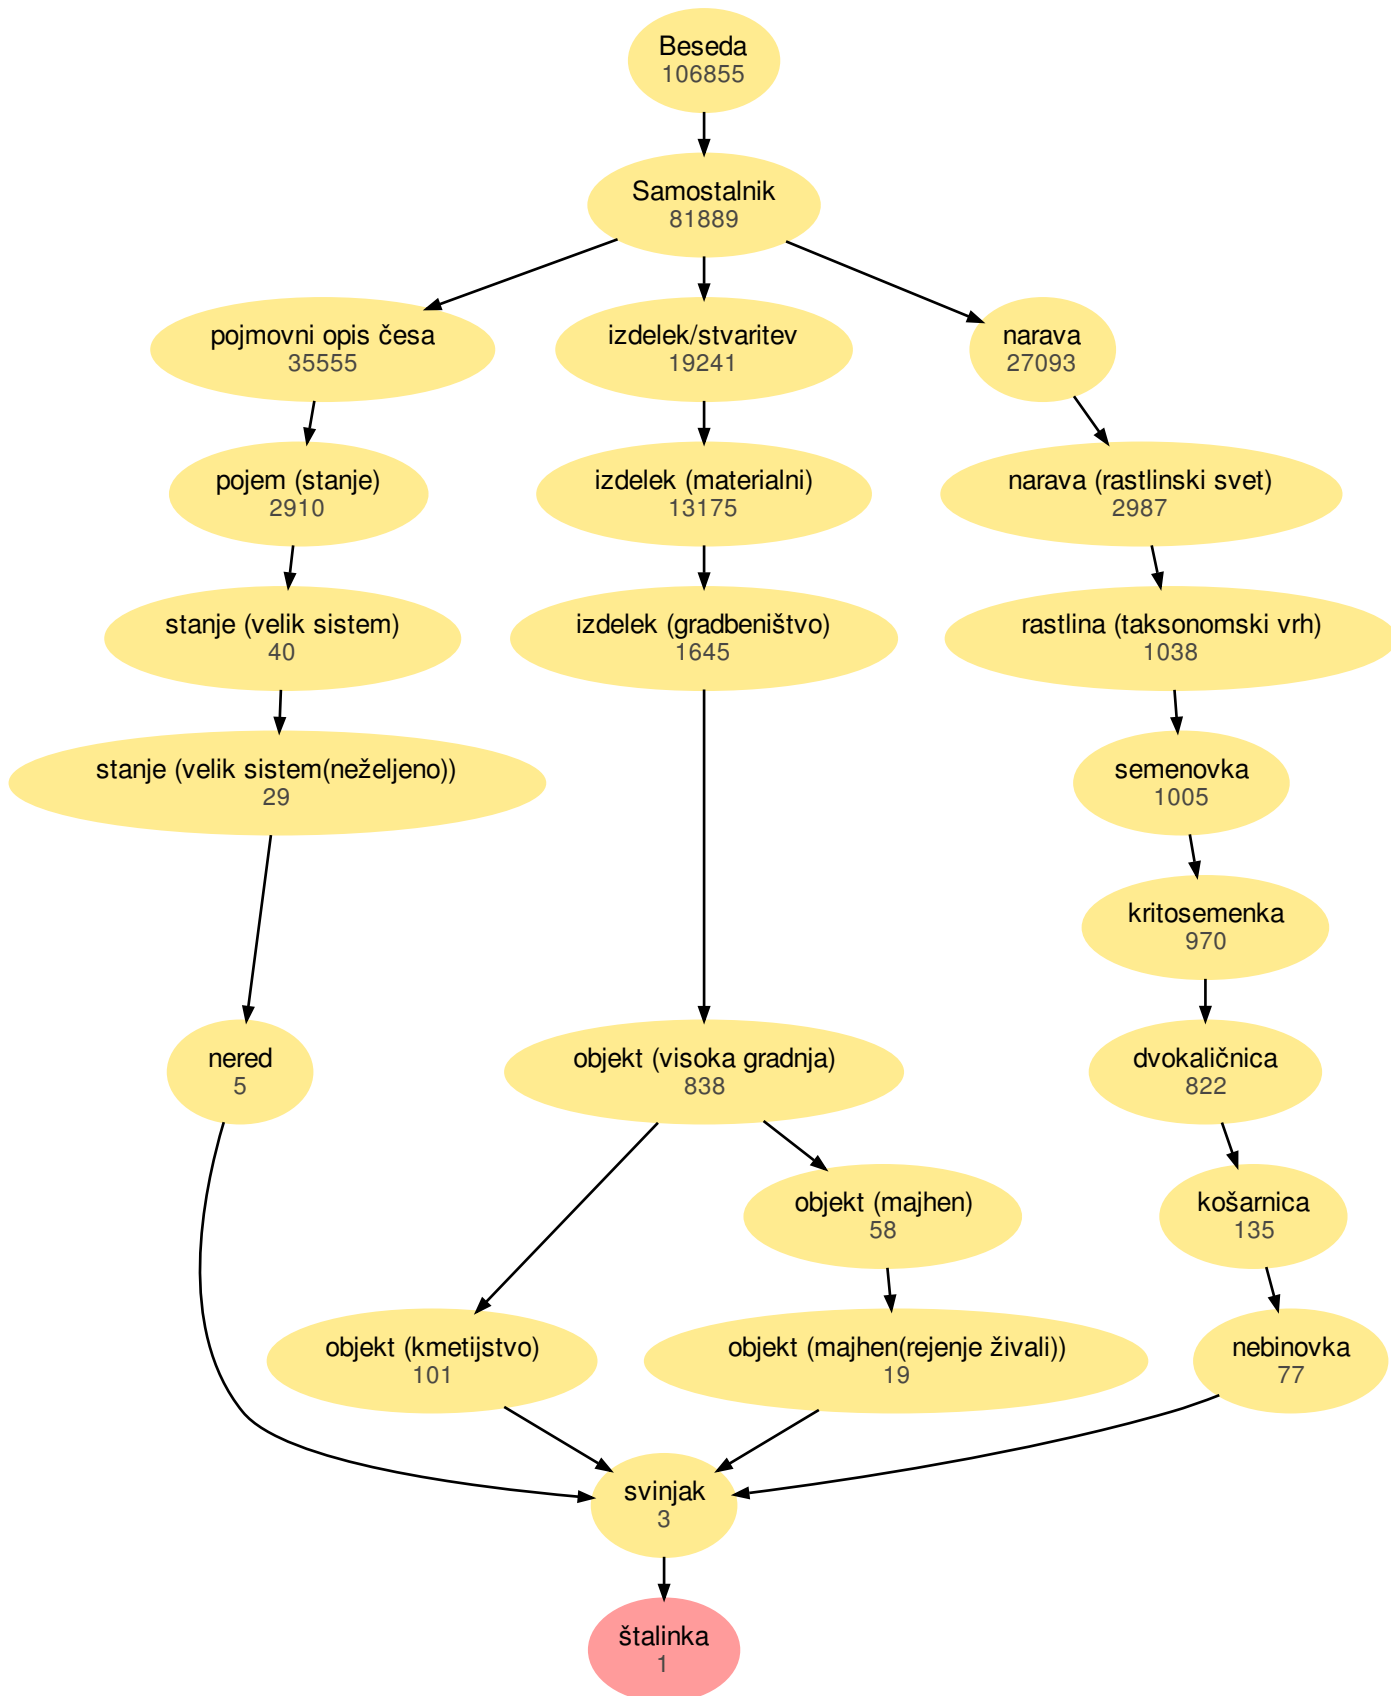 Beseda
106855
Samostalnik
81889
pojmovni opis česa
35555
izdelek/stvaritev
19241
narava
27093
pojem (stanje)
2910
izdelek (materialni)
13175
narava (rastlinski svet)
2987
stanje (velik sistem)
40
izdelek (gradbeništvo)
1645
rastlina (taksonomski vrh)
1038
stanje (velik sistem(neželjeno))
29
semenovka
1005
kritosemenka
970
nered
5
objekt (visoka gradnja)
838
dvokaličnica
822
objekt (majhen)
58
košarnica
135
objekt (kmetijstvo)
101
objekt (majhen(rejenje živali))
19
nebinovka
77
svinjak
3
štalinka
1